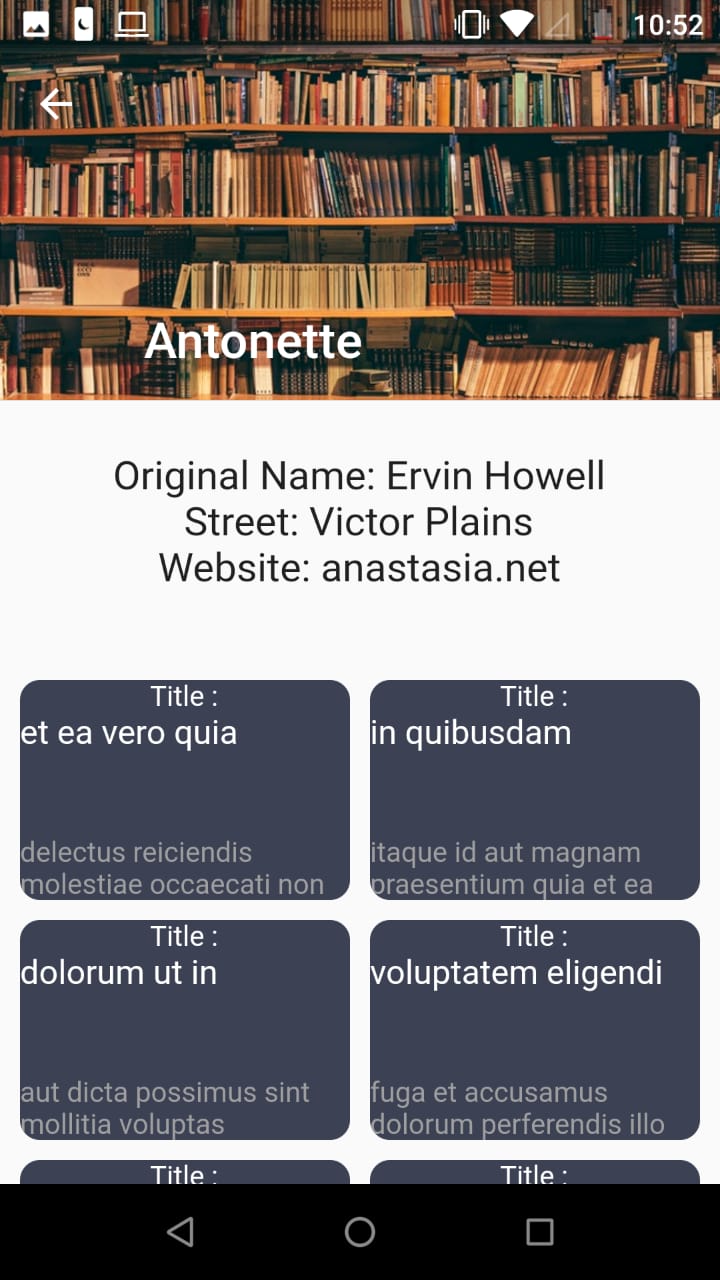 10:52
Antonette
Original Name: Ervin Howell
Street: Victor Plains
Website: anastasia.net
Title :
et ea vero quia
delectus reiciendis
molestiae occaecati non
Title :
in quibusdam
itaque id aut magnam
praesentium quia et ea
Title :
dolorum ut in
aut dicta possimus sint
mollitia voluptas
Title :
voluptatem eligendi
fuga et accusamus
dolorum perferendis illo
Title :
Title :